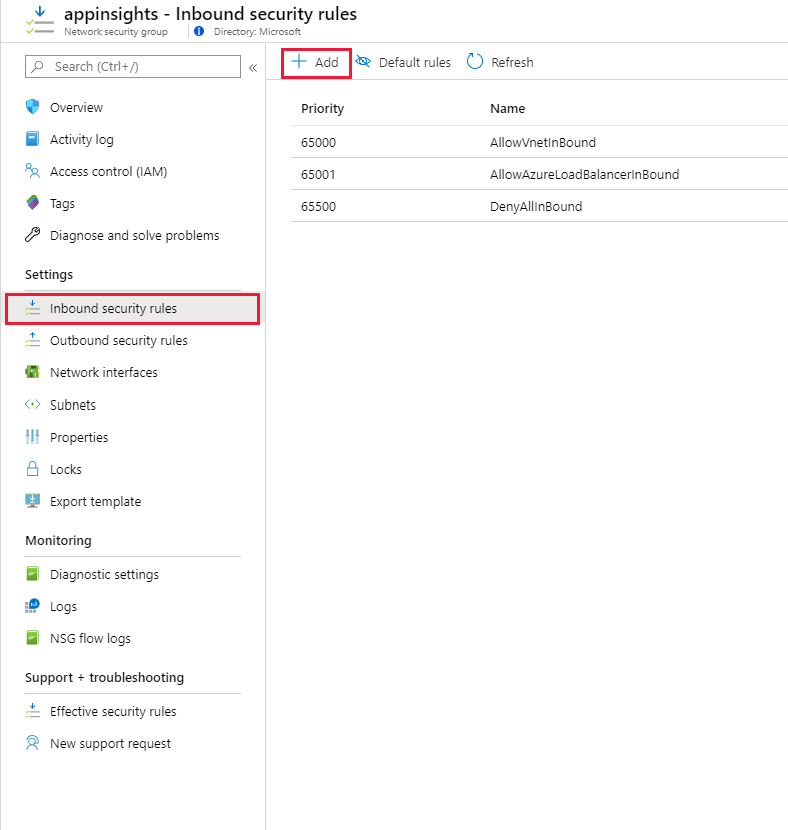 appinsights - Inbound security rules
Network security group
Directory: Microsoft
Search (Ctrl+/)
«
Overview
Activity log
Access control (IAM)
Tags
Diagnose and solve problems
Settings
Inbound security rules
Outbound security rules
Network interfaces
Subnets
Properties
Locks
Export template
Monitoring
Diagnostic settings
Logs
NSG flow logs
Support + troubleshooting
Effective security rules
New support request
Add Default rules Refresh
Priority Name
65000 AllowVnetInBound
65001 AllowAzureLoadBalancerInBound
65500 DenyAllInBound